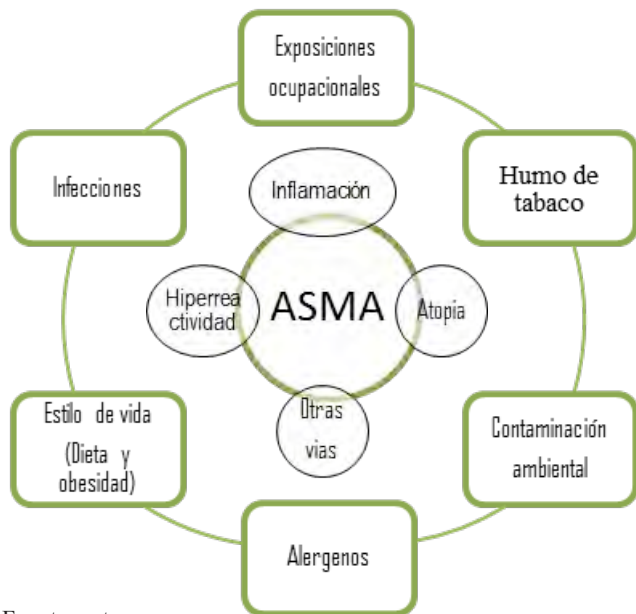 Exposiciones
ocupacionales
Infecciones
Humo de
tabaco
Inflamación
Hiperrea
ctividad
ASMA
Atopia
Otras
vias
Estilo de vida
(Dieta y
obesidad)
Contaminación
ambiental
Alergenos